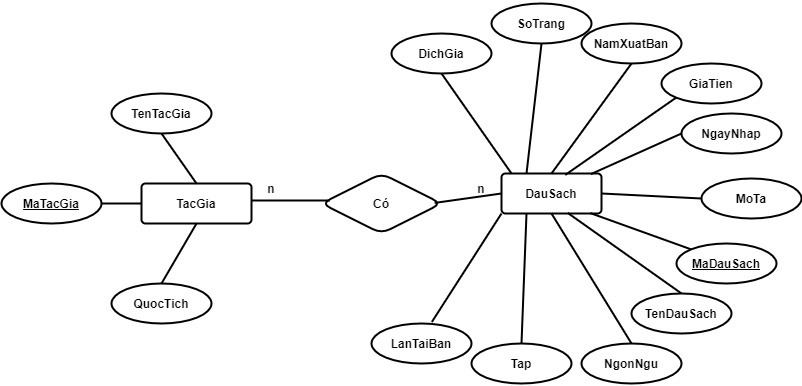 SoTrang
DichGia
NamXuatBan
GiaTien
TenTacGia
NgayNhap
n
n
DauSach
MaTacGia
TacGia
Có
MoTa
MaDauSach
QuocTich
TenDauSach
LanTaiBan
Tap
NgonNgu